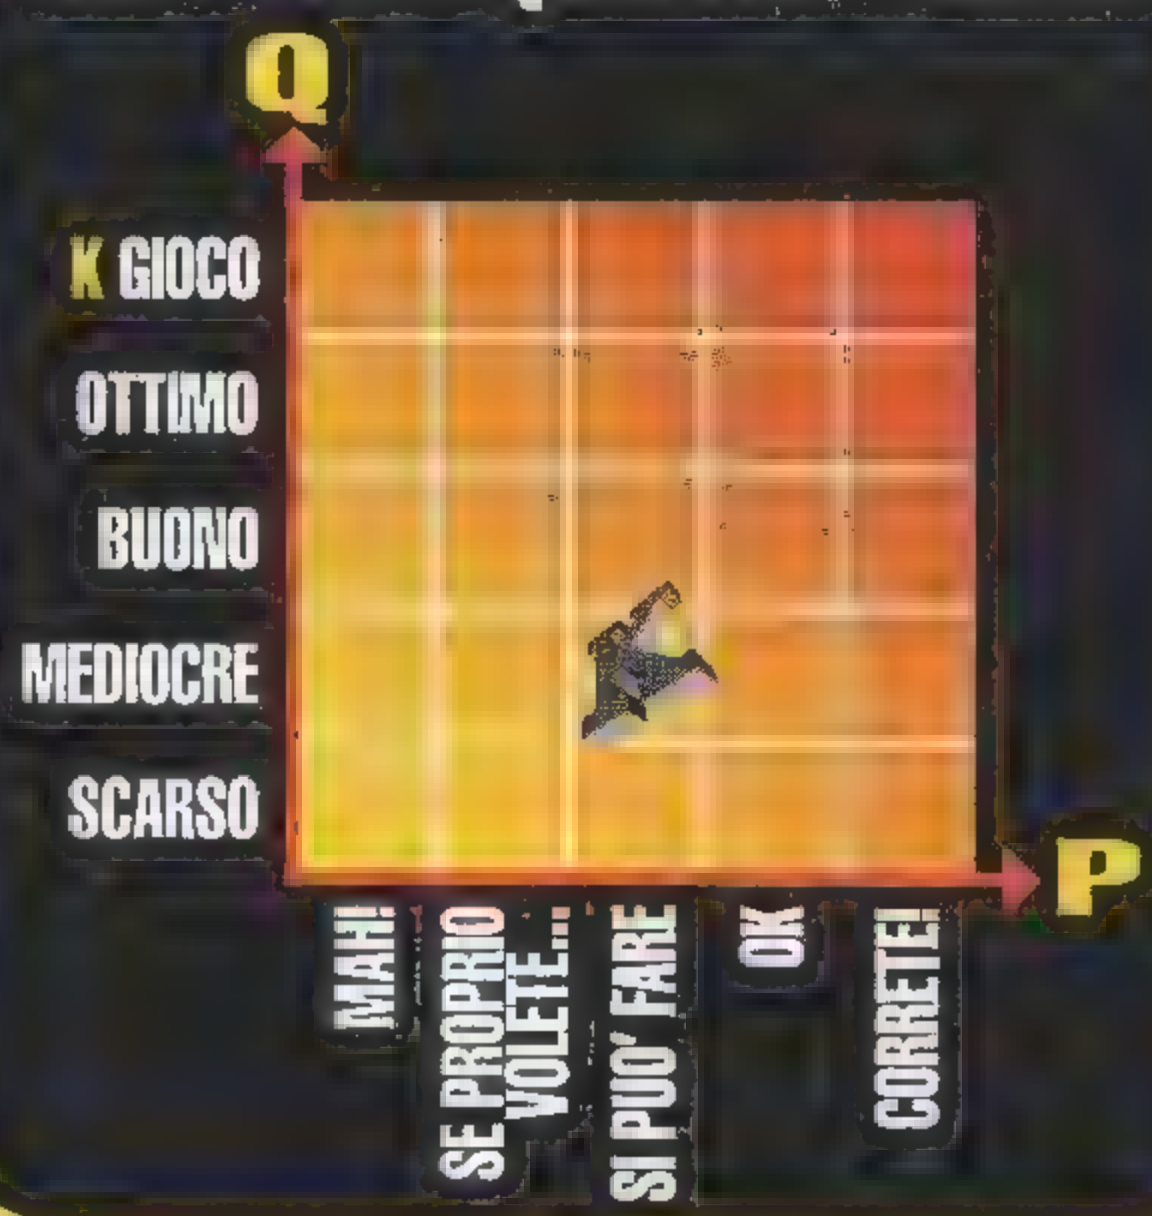 Q
K GIOCO
OTTIMO
BUONO
MEDIOCRE
SCARSO
P
MAH!
SE PROPRIO
VOLETE...
SI PUO' FARE
OK
CORRETE!